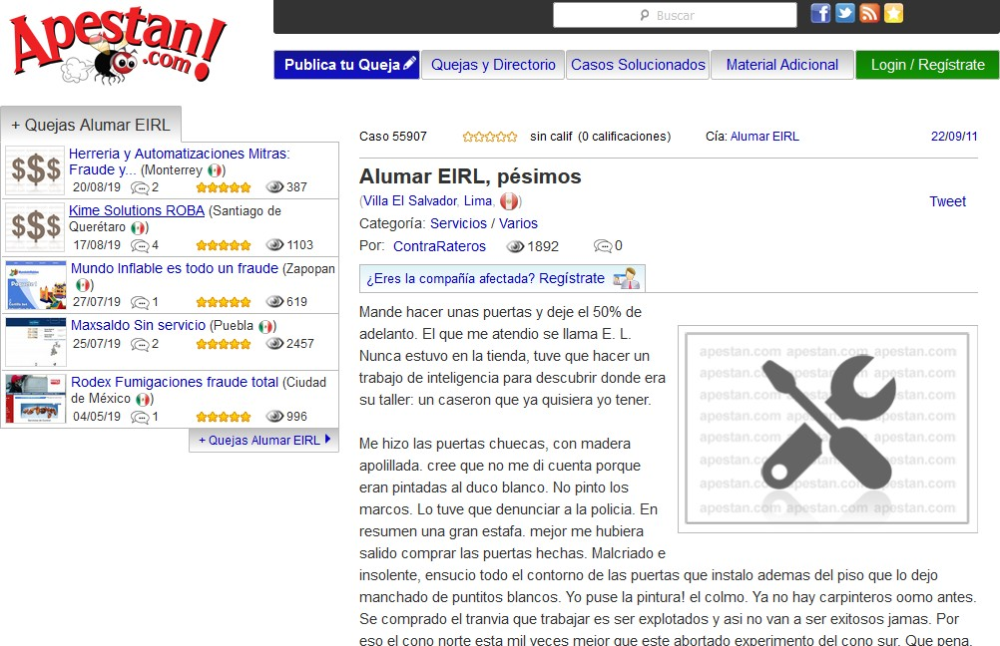 Apestan!
.com
Buscar
Publica tu Queja
Quejas y Directorio
Casos Solucionados
Material Adicional
Login / Regístrate
+ Quejas Alumar EIRL
Herreria y Automatizaciones Mitras:
Fraude y... (Monterrey )
20/08/19 2 387
Kime Solutions ROBA (Santiago de
Querétaro )
17/08/19 4 1103
Mundo Inflable es todo un fraude (Zapopan
)
27/07/19 1 619
Maxsaldo Sin servicio (Puebla )
25/07/19 2 2457
Rodex Fumigaciones fraude total (Ciudad
de México )
04/05/19 1 996
+ Quejas Alumar EIRL
Caso 55907 sin calif (0 calificaciones) Cía: Alumar EIRL 22/09/11
Alumar EIRL, pésimos
(Villa El Salvador, Lima, )
Tweet
Categoría: Servicios / Varios
Por: ContraRateros 1892 0
¿Eres la compañía afectada? Regístrate
Mande hacer unas puertas y deje el 50% de
adelanto. El que me atendio se llama E. L.
Nunca estuvo en la tienda, tuve que hacer un
trabajo de inteligencia para descubrir donde era
su taller: un caseron que ya quisiera yo tener.
Me hizo las puertas chuecas, con madera
apolillada. cree que no me di cuenta porque
eran pintadas al duco blanco. No pinto los
marcos. Lo tuve que denunciar a la policia. En
resumen una gran estafa. mejor me hubiera
salido comprar las puertas hechas. Malcriado e
insolente, ensucio todo el contorno de las puertas que instalo ademas del piso que lo dejo
manchado de puntitos blancos. Yo puse la pintura! el colmo. Ya no hay carpinteros oomo antes.
Se comprado el tranvia que trabajar es ser explotados y asi no van a ser exitosos jamas. Por
eso el cono norte esta mil veces mejor que este abortado experimento del cono sur. Que pena.
apestan.com apestan.com apestan.com